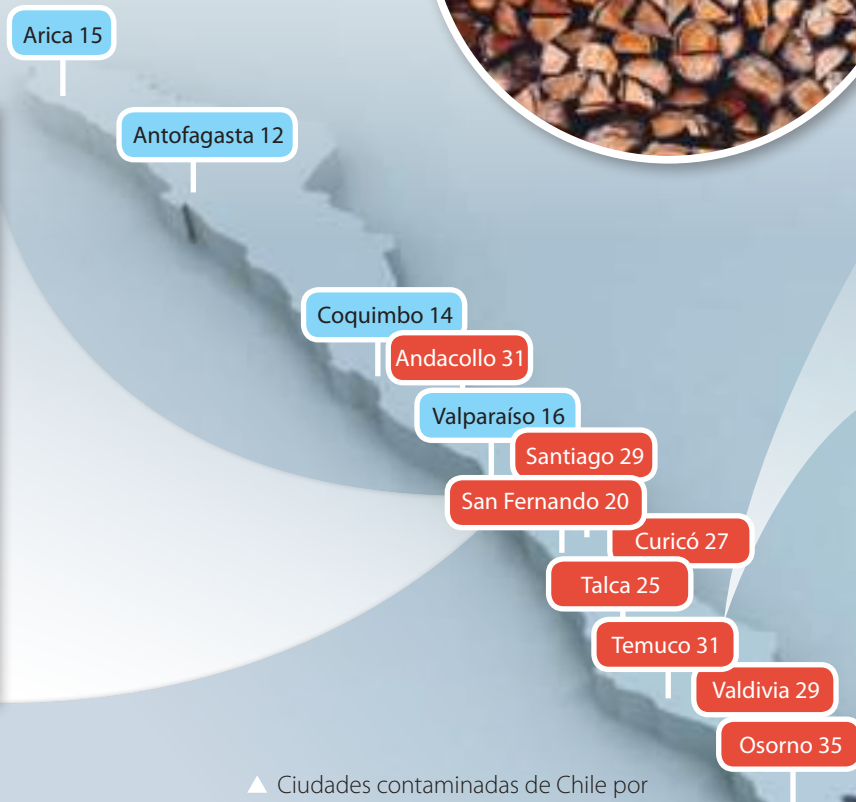 Arica 15
Antofagasta 12
Coquimbo 14
Andacollo 31
Valparaíso 16
Santiago 29
San Fernando 20
Curicó 27
Talca 25
Temuco 31
Valdivia 29
Osorno 35
▲ Ciudades contaminadas de Chile por